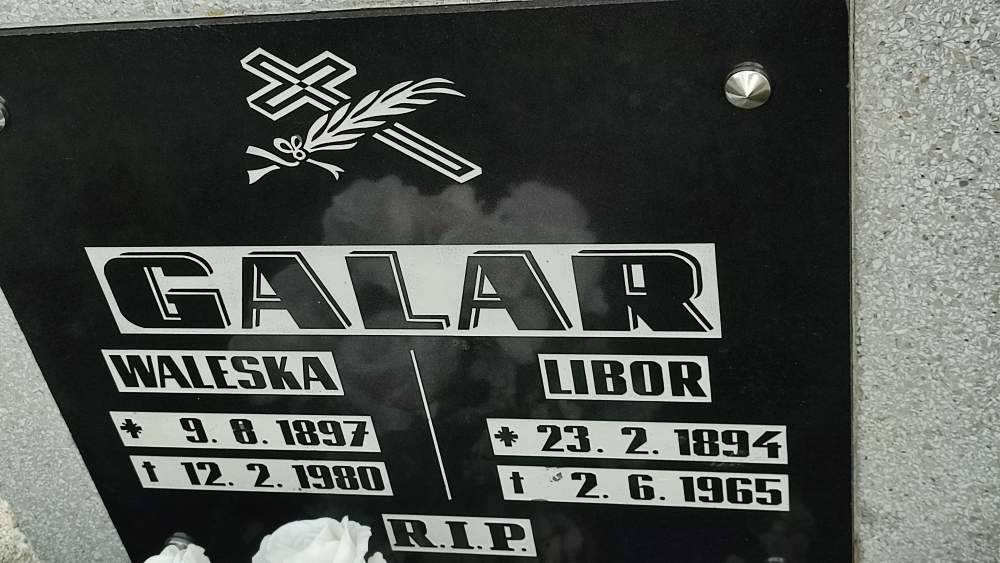 GALAR
WALESKA
* 9. 8. 1897
† 12. 2. 1980
LIBOR
* 23. 2. 1894
† 2. 6. 1965
R.I.P.